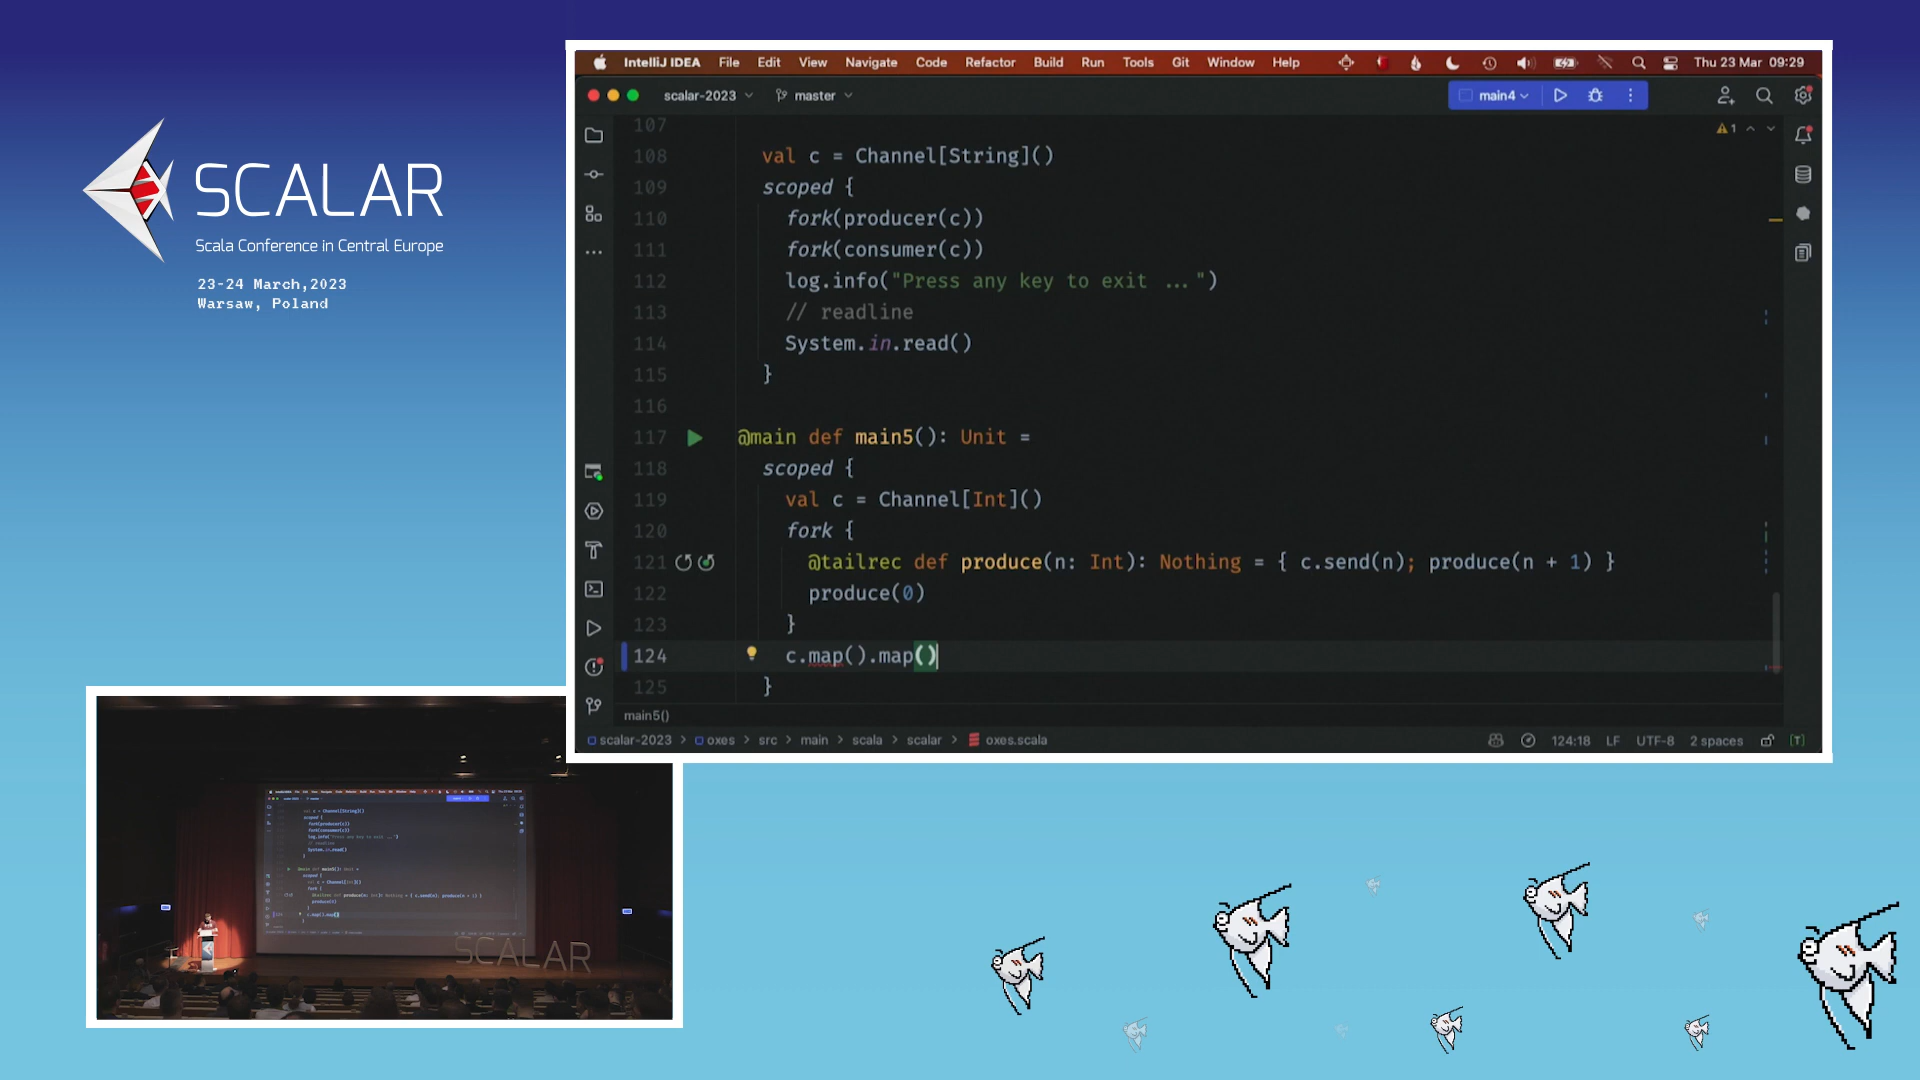 SCALAR
Scala Conference in Central Europe
23-24 March,2023
Warsaw, Poland
IntelliJ IDEA File Edit View Navigate Code Refactor Build Run Tools Git Window Help Thu 23 Mar 09:29
scalar-2023 master main4
107
108 val c = Channel[String]()
109 scoped {
110 fork(producer(c))
111 fork(consumer(c))
112 log.info("Press any key to exit ...")
113 // readline
114 System.in.read()
115 }
116
117 @main def main5(): Unit =
118 scoped {
119 val c = Channel[Int]()
120 fork {
121 @tailrec def produce(n: Int): Nothing = { c.send(n); produce(n + 1) }
122 produce(0)
123 }
124 c.map().map()
125 }
1
main5()
scalar-2023 > oxes > src > main > scala > scalar > oxes.scala 124:18 LF UTF-8 2 spaces [T]
SCALAR